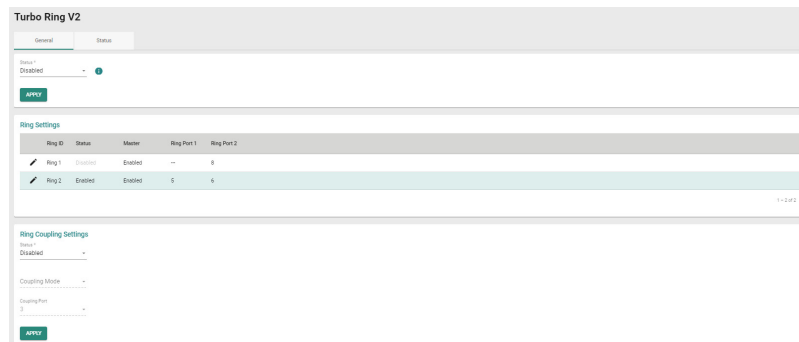 Turbo Ring V2
General Status
Status *
Disabled
APPLY
Ring Settings
Ring ID Status Master Ring Port 1 Ring Port 2
Ring 1 Disabled Enabled -- 8
Ring 2 Enabled Enabled 5 6
1 – 2 of 2
Ring Coupling Settings
Status *
Disabled
Coupling Mode
Coupling Port
3
APPLY